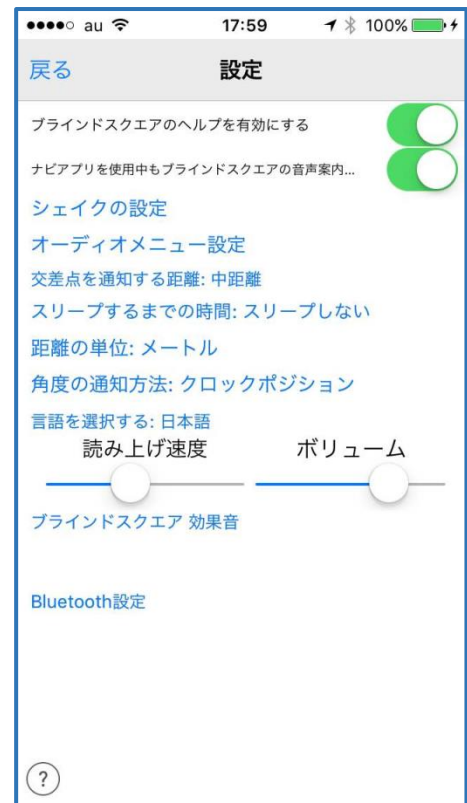 au 17:59 100%
戻る 設定
ブラインドスクエアのヘルプを有効にする
ナビアプリを使用中もブラインドスクエアの音声案内...
シェイクの設定
オーディオメニュー設定
交差点を通知する距離: 中距離
スリープするまでの時間: スリープしない
距離の単位: メートル
角度の通知方法: クロックポジション
言語を選択する: 日本語
読み上げ速度 ボリューム
ブラインドスクエア 効果音
Bluetooth設定
?